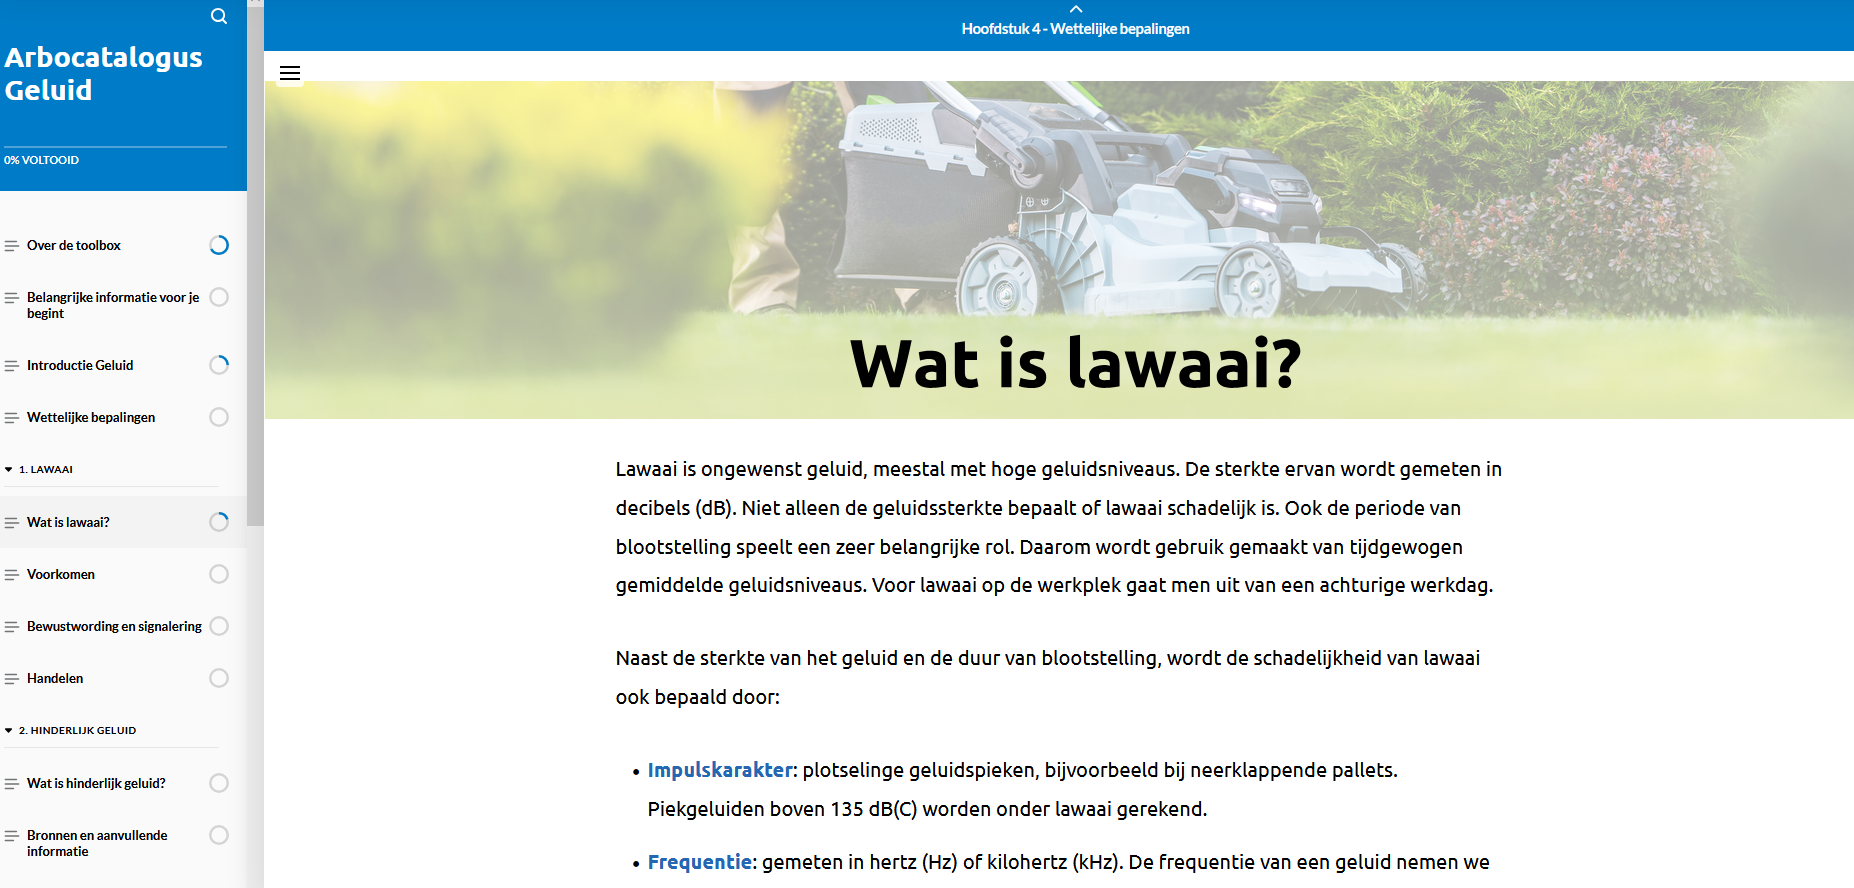 Arbocatalogus
Geluid
0% VOLTOOID
Over de toolbox
Belangrijke informatie voor je
begint
Introductie Geluid
Wettelijke bepalingen
1. LAWAAI
Wat is lawaai?
Voorkomen
Bewustwording en signalering
Handelen
2. HINDERLIJK GELUID
Wat is hinderlijk geluid?
Bronnen en aanvullende
informatie
Hoofdstuk 4 - Wettelijke bepalingen
Wat is lawaai?
Lawaai is ongewenst geluid, meestal met hoge geluidsniveaus. De sterkte ervan wordt gemeten in
decibels (dB). Niet alleen de geluidssterkte bepaalt of lawaai schadelijk is. Ook de periode van
blootstelling speelt een zeer belangrijke rol. Daarom wordt gebruik gemaakt van tijdgewogen
gemiddelde geluidsniveaus. Voor lawaai op de werkplek gaat men uit van een achturige werkdag.
Naast de sterkte van het geluid en de duur van blootstelling, wordt de schadelijkheid van lawaai
ook bepaald door:
• Impulskarakter: plotselinge geluidspieken, bijvoorbeeld bij neerklappende pallets.
Piekgeluiden boven 135 dB(C) worden onder lawaai gerekend.
• Frequentie: gemeten in hertz (Hz) of kilohertz (kHz). De frequentie van een geluid nemen we